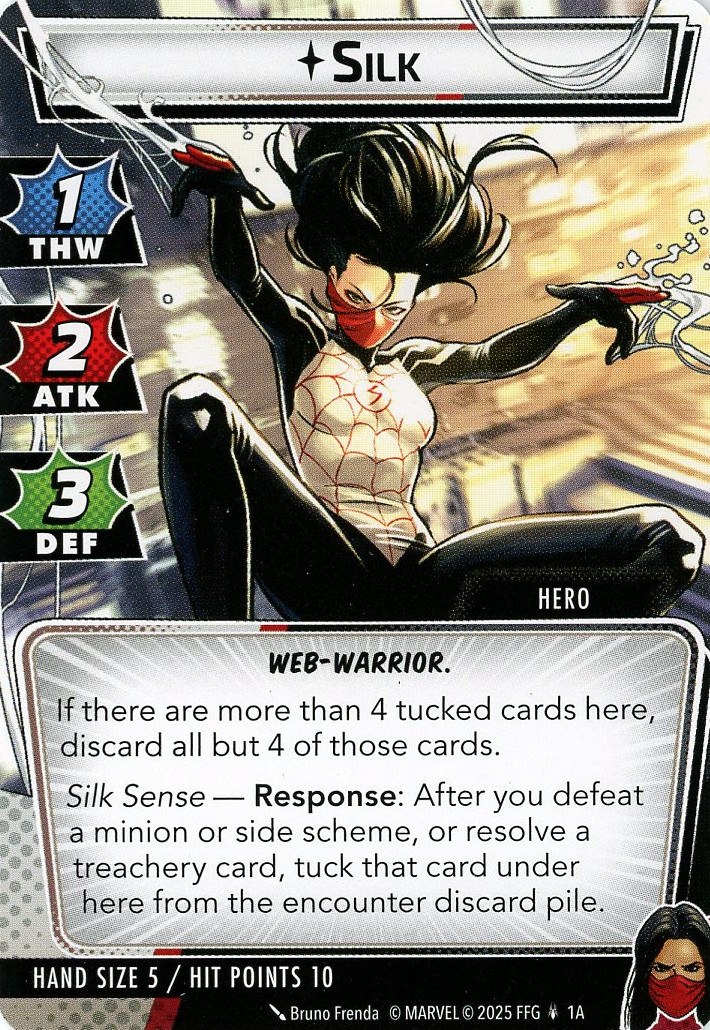 SILK
1
THW
2
ATK
3
DEF
HERO
WEB-WARRIOR.
If there are more than 4 tucked cards here,
discard all but 4 of those cards.
Silk Sense — Response: After you defeat
a minion or side scheme, or resolve a
treachery card, tuck that card under
here from the encounter discard pile.
HAND SIZE 5 / HIT POINTS 10
Bruno Frenda © MARVEL © 2025 FFG 1A